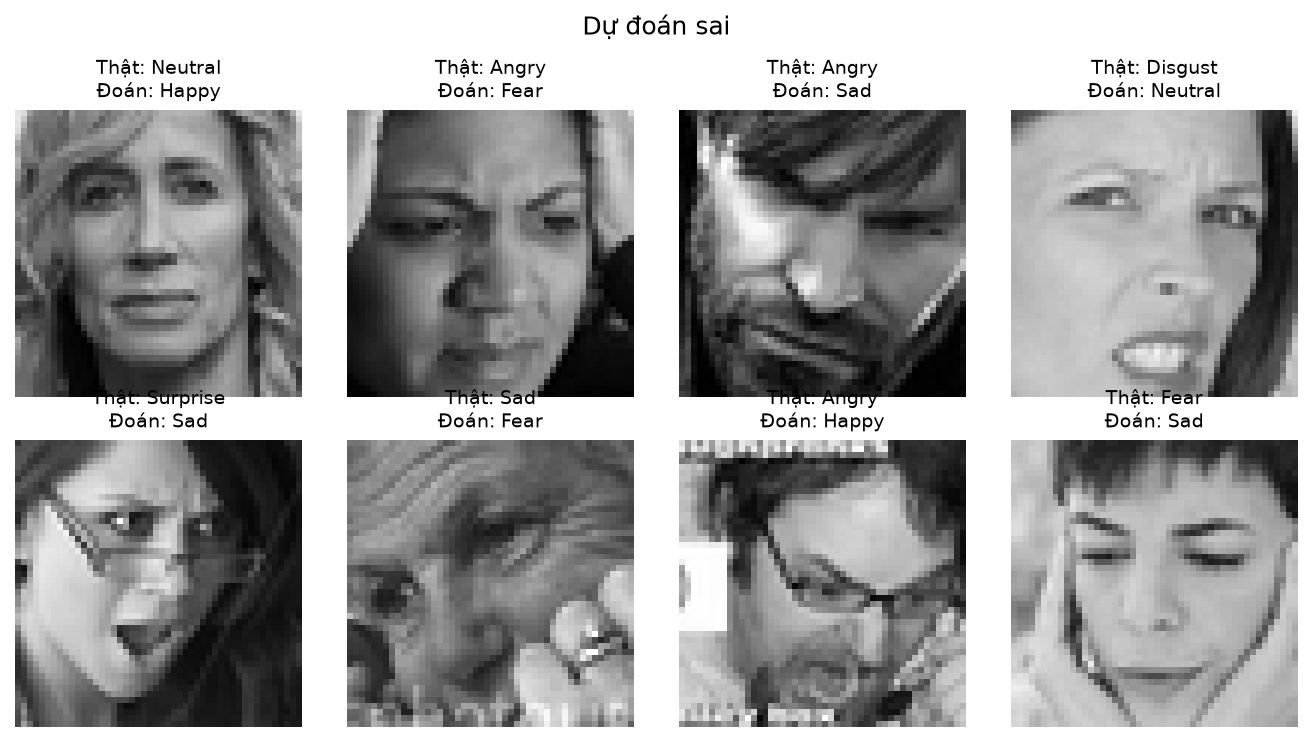 Dự đoán sai
Thật: Neutral
Đoán: Happy
Thật: Angry
Đoán: Fear
Thật: Angry
Đoán: Sad
Thật: Disgust
Đoán: Neutral
Thật: Surprise
Đoán: Sad
Thật: Sad
Đoán: Fear
Thật: Angry
Đoán: Happy
Thật: Fear
Đoán: Sad